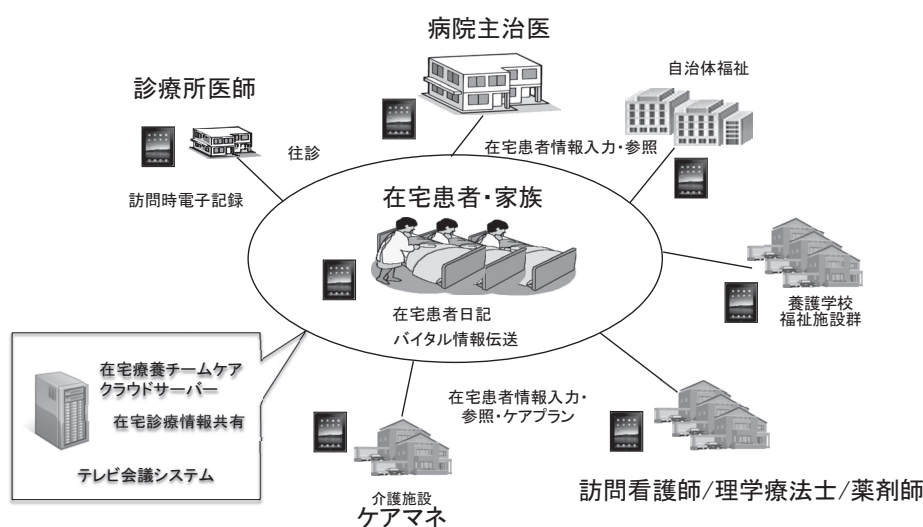 病院主治医
自治体福祉
診療所医師
往診
在宅患者情報入力・参照
訪問時電子記録
在宅患者・家族
養護学校
福祉施設群
在宅患者日記
バイタル情報伝送
在宅療養チームケア
クラウドサーバー
在宅診療情報共有
テレビ会議システム
在宅患者情報入力・
参照・ケアプラン
介護施設
ケアマネ
訪問看護師/理学療法士/薬剤師